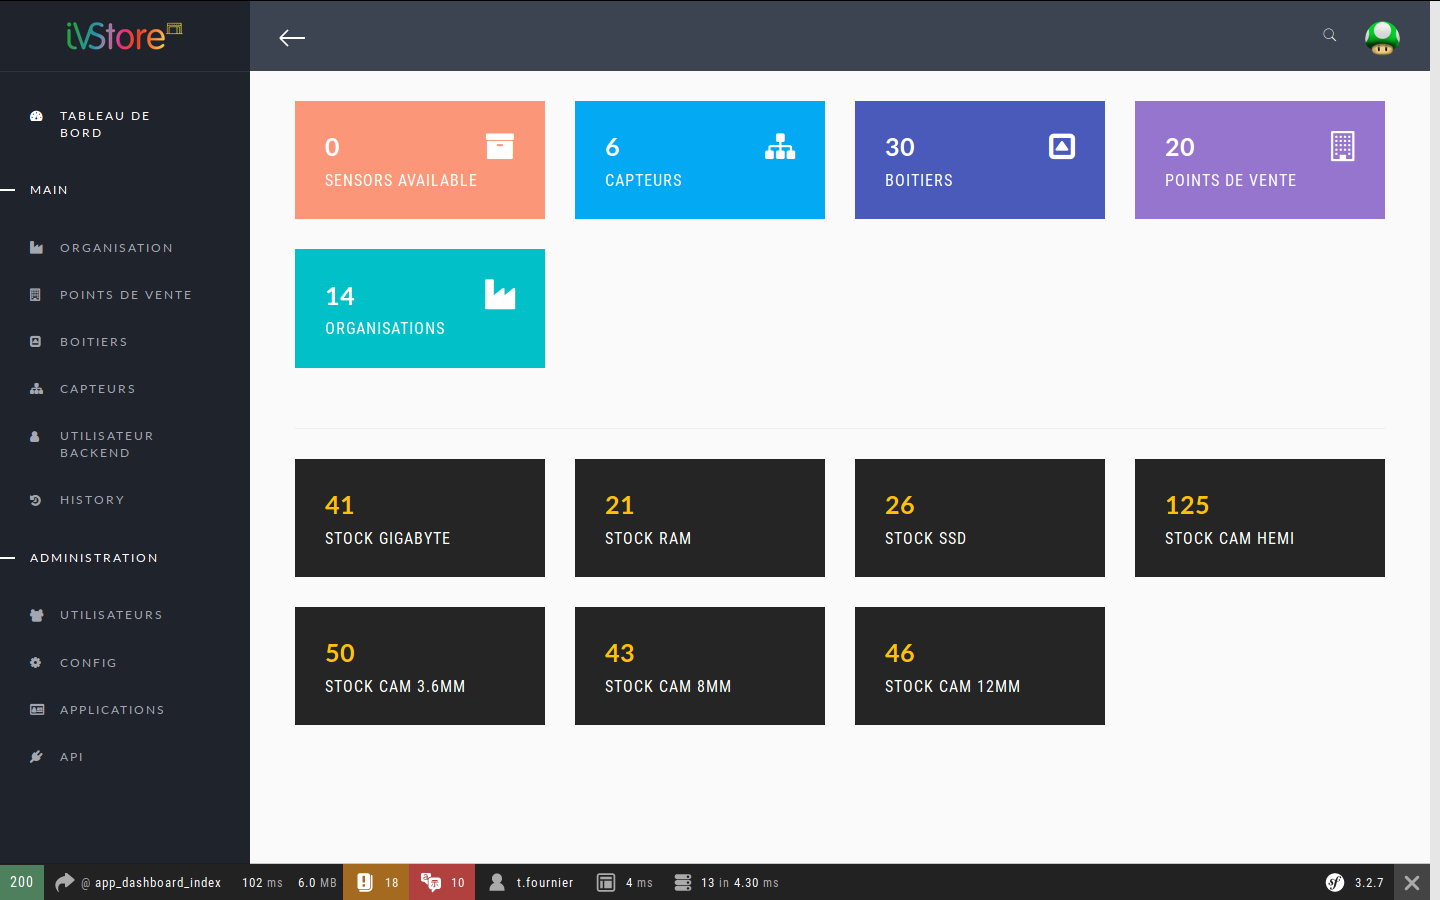 iVStore
TABLEAU DE
BORD
MAIN
ORGANISATION
POINTS DE VENTE
BOITIERS
CAPTEURS
UTILISATEUR
BACKEND
HISTORY
ADMINISTRATION
UTILISATEURS
CONFIG
APPLICATIONS
API
0
SENSORS AVAILABLE
6
CAPTEURS
30
BOITIERS
20
POINTS DE VENTE
14
ORGANISATIONS
41
STOCK GIGABYTE
21
STOCK RAM
26
STOCK SSD
125
STOCK CAM HEMI
50
STOCK CAM 3.6MM
43
STOCK CAM 8MM
46
STOCK CAM 12MM
200 @ app_dashboard_index 102 ms 6.0 MB 18 10 t.fournier 4 ms 13 in 4.30 ms sf 3.2.7